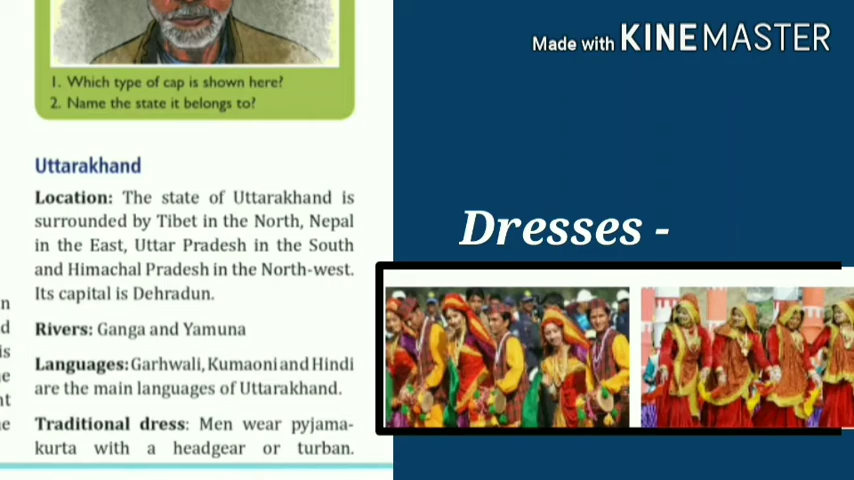 1. Which type of cap is shown here?
2. Name the state it belongs to?
Uttarakhand
Location: The state of Uttarakhand is
surrounded by Tibet in the North, Nepal
in the East, Uttar Pradesh in the South
and Himachal Pradesh in the North-west.
Its capital is Dehradun.
Rivers: Ganga and Yamuna
Languages: Garhwali, Kumaoni and Hindi
are the main languages of Uttarakhand.
Traditional dress: Men wear pyjama-
kurta with a headgear or turban.
Made with KINEMASTER
Dresses -